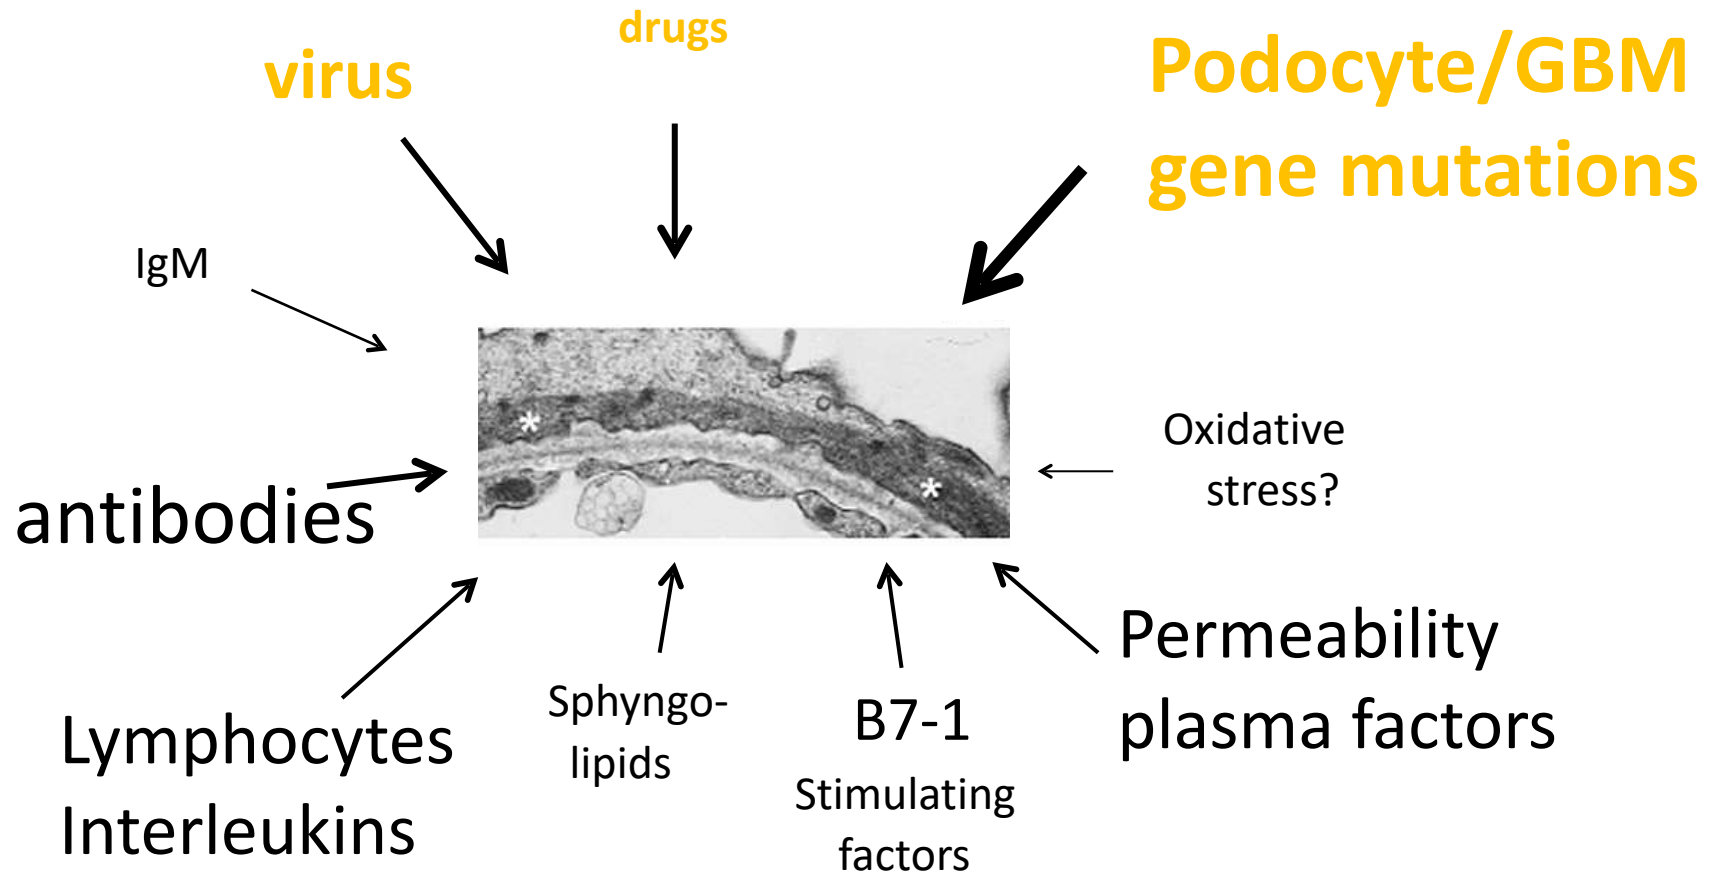 drugs
virus
Podocyte/GBM
gene mutations
IgM
Oxidative
stress?
antibodies
Permeability
plasma factors
Sphyngo-
lipids
B7-1
Stimulating
factors
Lymphocytes
Interleukins
* 
*